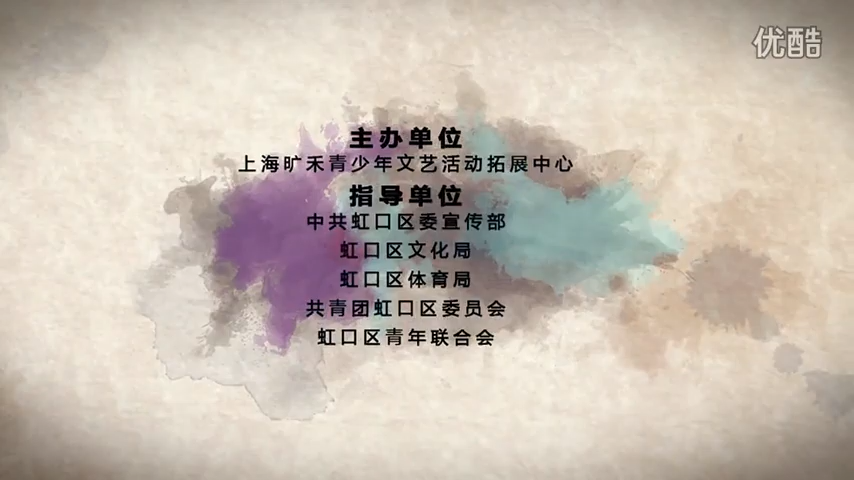 优酷
主办单位
上海旷禾青少年文艺活动拓展中心
指导单位
中共虹口区委宣传部
虹口区文化局
虹口区体育局
共青团虹口区委员会
虹口区青年联合会